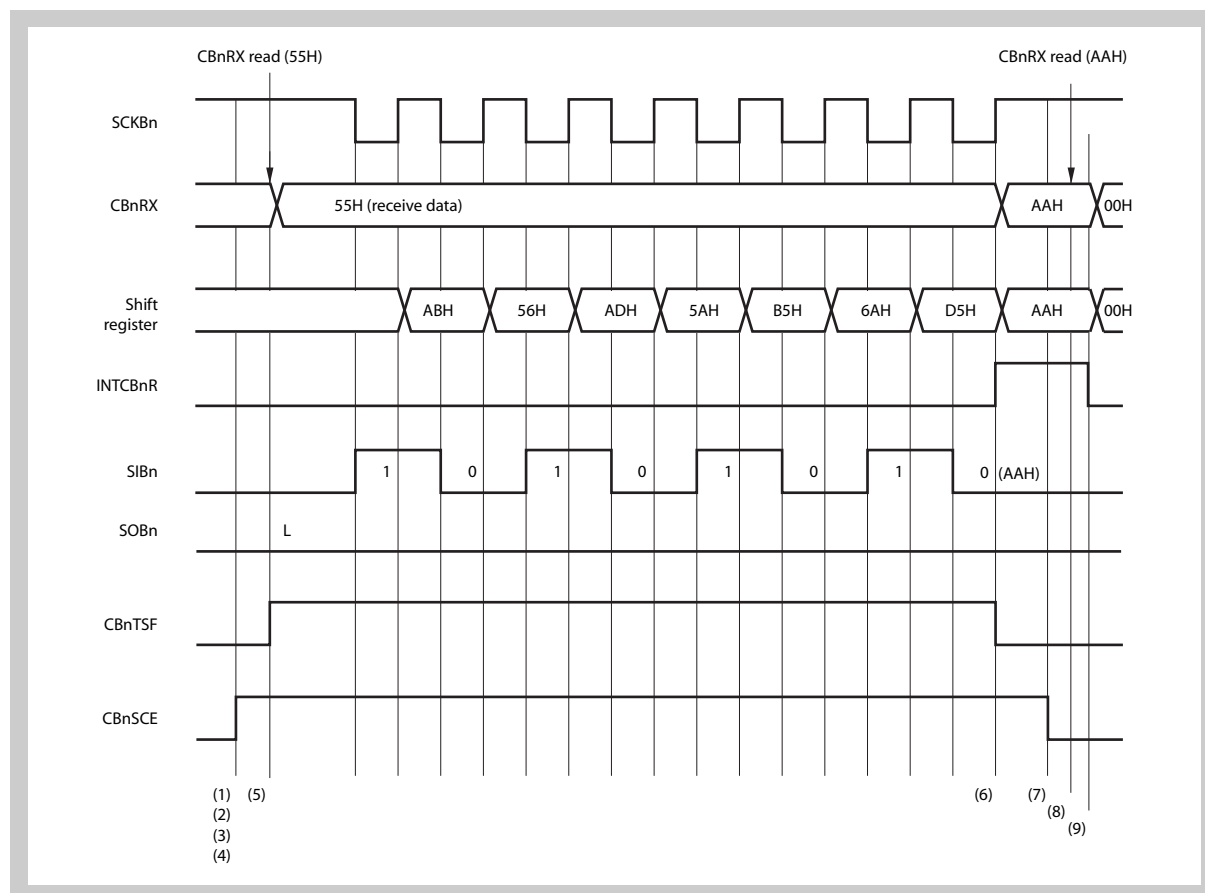 CBnRX read (55H)
CBnRX read (AAH)
SCKBn
CBnRX
55H (receive data)
AAH
00H
Shift
register
ABH
56H
ADH
5AH
B5H
6AH
D5H
AAH
00H
INTCBnR
SIBn
1
0
1
0
1
0
1
0 (AAH)
SOBn
L
CBnTSF
CBnSCE
(1)
(5)
(6)
(7)
(2)
(8)
(9)
(3)
(4)